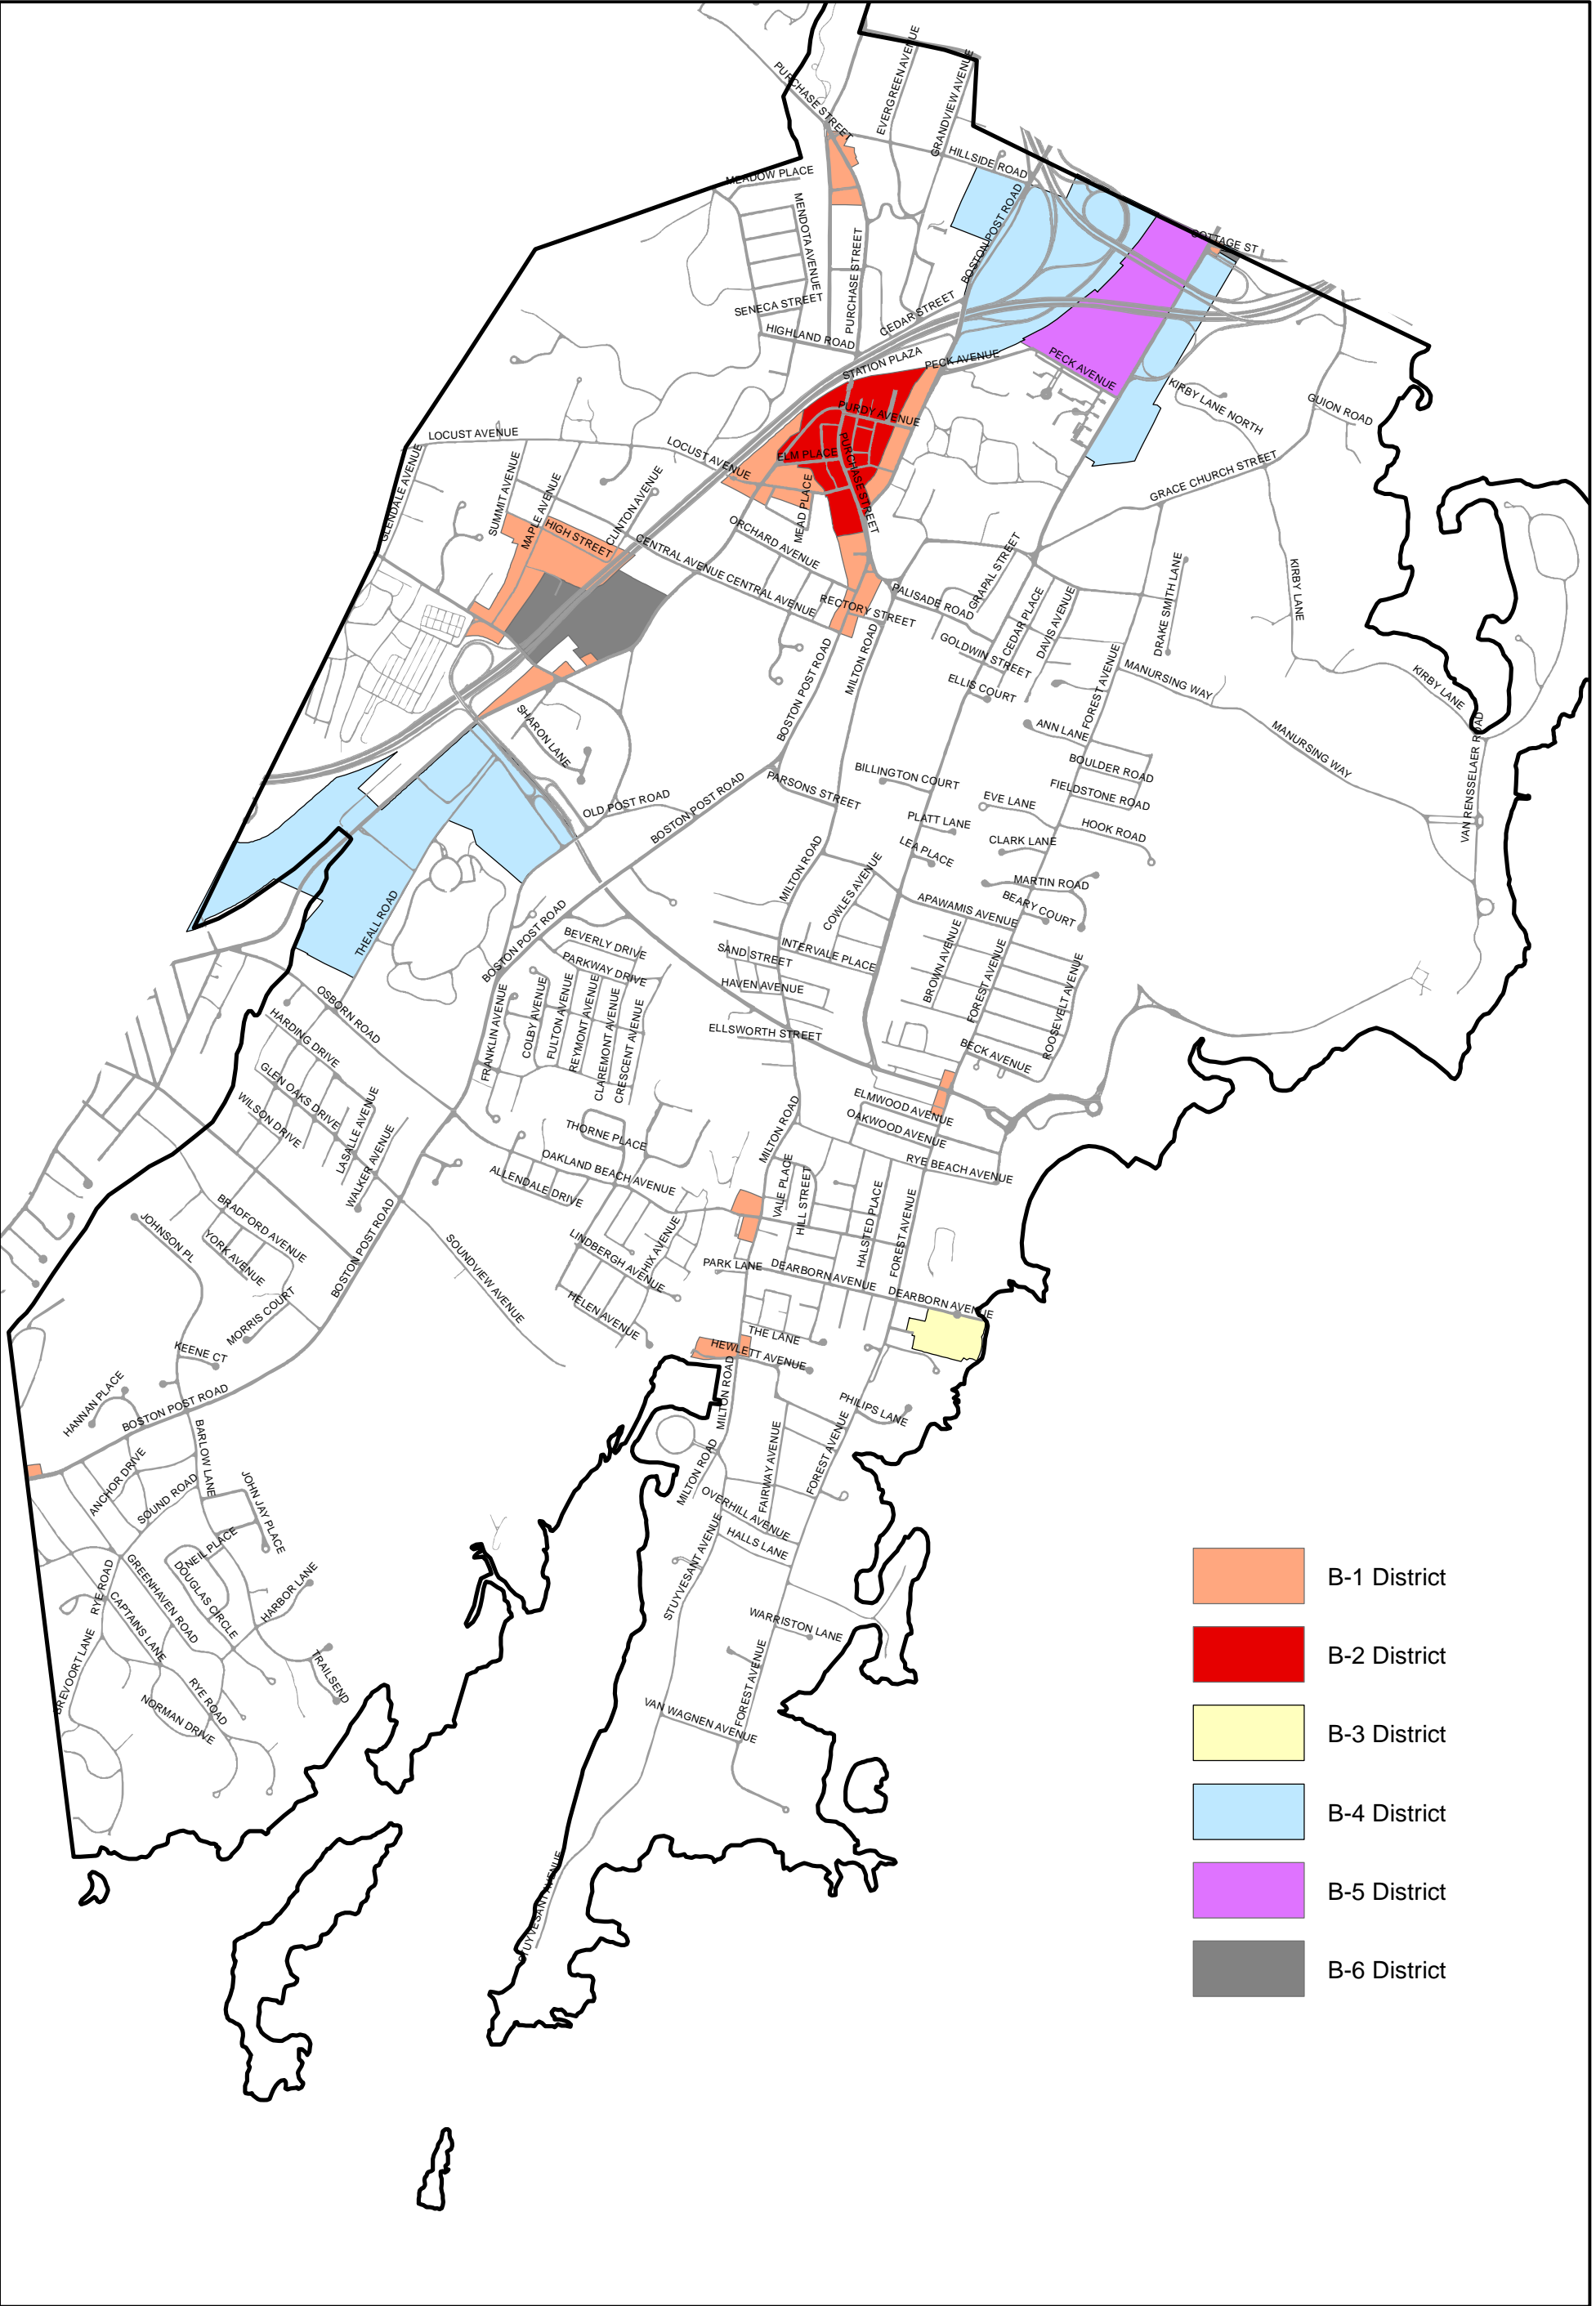 EVERGREEN AVENUE
GRANDVIEW AVENUE
PURCHASE STREET
HILLSIDE ROAD
MEADOW PLACE
MENDOTA AVENUE
BOSTON POST ROAD
COTTAGE ST
PURCHASE STREET
SENECA STREET
CEDAR STREET
HIGHLAND ROAD
STATION PLAZA
PECK AVENUE
PECK AVENUE
KIRBY LANE NORTH
GUION ROAD
PURDY AVENUE
LOCUST AVENUE
LOCUST AVENUE
ELM PLACE
PURCHASE STREET
GRACE CHURCH STREET
GLENDALE AVENUE
SUMMIT AVENUE
MAPLE AVENUE
CLINTON AVENUE
MEAD PLACE
HIGH STREET
ORCHARD AVENUE
CENTRAL AVENUE
CENTRAL AVENUE
GRAPAL STREET
KIRBY LANE
RECTORY STREET
PALISADE ROAD
CEDAR PLACE
DAVIS AVENUE
DRAKE SMITH LANE
GOLDWIN STREET
MILTON ROAD
BOSTON POST ROAD
ELLIS COURT
FOREST AVENUE
MANURSING WAY
KIRBY LANE
SHARON LANE
ANN LANE
MANURSING WAY
VAN RENSSELAER ROAD
BOULDER ROAD
BILLINGTON COURT
PARSONS STREET
FIELDSTONE ROAD
OLD POST ROAD
BOSTON POST ROAD
EVE LANE
PLATT LANE
HOOK ROAD
CLARK LANE
LEA PLACE
MILTON ROAD
COWLES AVENUE
MARTIN ROAD
BEARY COURT
THEALL ROAD
APAWAMIS AVENUE
BOSTON POST ROAD
BEVERLY DRIVE
SAND STREET
INTERVALE PLACE
BROWN AVENUE
FOREST AVENUE
ROOSEVELT AVENUE
PARKWAY DRIVE
HAVEN AVENUE
OSBORN ROAD
HARDING DRIVE
FRANKLIN AVENUE
COLBY AVENUE
FULTON AVENUE
REYMONT AVENUE
CLAREMONT AVENUE
CRESCENT AVENUE
ELLSWORTH STREET
BECK AVENUE
GLEN OAKS DRIVE
WILSON DRIVE
LASALLE AVENUE
WALKER AVENUE
ELMWOOD AVENUE
OAKWOOD AVENUE
MILTON ROAD
THORNE PLACE
OAKLAND BEACH AVENUE
ALLENDALE DRIVE
VALE PLACE
HILL STREET
RYE BEACH AVENUE
HALSTED PLACE
FOREST AVENUE
BRADFORD AVENUE
JOHNSON PL
YORK AVENUE
BOSTON POST ROAD
SOUNDVIEW AVENUE
LINDBERGH AVENUE
HIX AVENUE
PARK LANE
DEARBORN AVENUE
DEARBORN AVENUE
MORRIS COURT
HELEN AVENUE
THE LANE
HEWLETT AVENUE
KEENE CT
HANNAN PLACE
BOSTON POST ROAD
MILTON ROAD
PHILIPS LANE
BARLOW LANE
ANCHOR DRIVE
SOUND ROAD
JOHN JAY PLACE
MILTON ROAD
FAIRWAY AVENUE
FOREST AVENUE
OVERHILL AVENUE
HALLS LANE
NEIL PLACE
DOUGLAS CIRCLE
GREENHAVEN ROAD
RYE ROAD
CAPTAINS LANE
HARBOR LANE
STUYVESANT AVENUE
WARRISTON LANE
BREVOORT LANE
TRAILSEND
RYE ROAD
NORMAN DRIVE
FOREST AVENUE
VAN WAGNEN AVENUE
STUYVESANT AVENUE
B-1 District
B-2 District
B-3 District
B-4 District
B-5 District
B-6 District